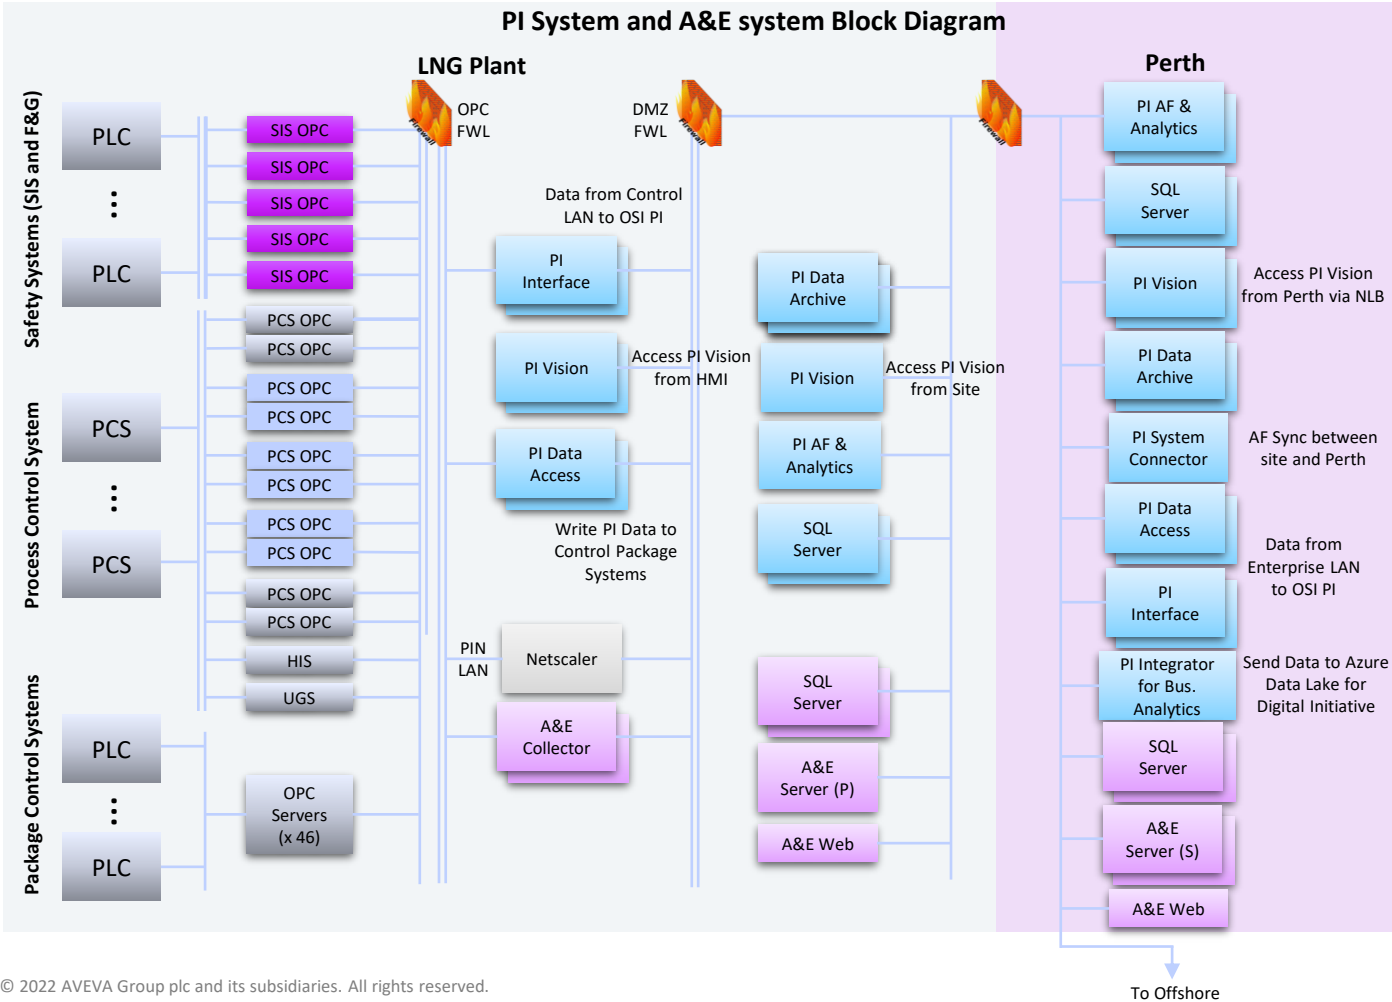 PI System and A&E system Block Diagram
LNG Plant
Perth
Safety Systems (SIS and F&G)
Process Control System
Package Control Systems
PLC
PLC
PCS
PCS
PLC
PLC
SIS OPC
SIS OPC
SIS OPC
SIS OPC
SIS OPC
PCS OPC
PCS OPC
PCS OPC
PCS OPC
PCS OPC
PCS OPC
PCS OPC
PCS OPC
PCS OPC
PCS OPC
HIS
UGS
OPC
Servers
(x 46)
Firewall
OPC
FWL
DMZ
FWL
Firewall
Firewall
Data from Control
LAN to OSI PI
PI
Interface
PI Vision
Access PI Vision
from HMI
PI Data
Access
Write PI Data to
Control Package
Systems
PIN
LAN
Netscaler
A&E
Collector
PI Data
Archive
PI Vision
Access PI Vision
from Site
PI AF &
Analytics
SQL
Server
SQL
Server
A&E
Server (P)
A&E Web
PI AF &
Analytics
SQL
Server
PI Vision
Access PI Vision
from Perth via NLB
PI Data
Archive
PI System
Connector
AF Sync between
site and Perth
PI Data
Access
Data from
Enterprise LAN
to OSI PI
PI
Interface
PI Integrator
for Bus.
Analytics
Send Data to Azure
Data Lake for
Digital Initiative
SQL
Server
A&E
Server (S)
A&E Web
To Offshore
© 2022 AVEVA Group plc and its subsidiaries. All rights reserved.